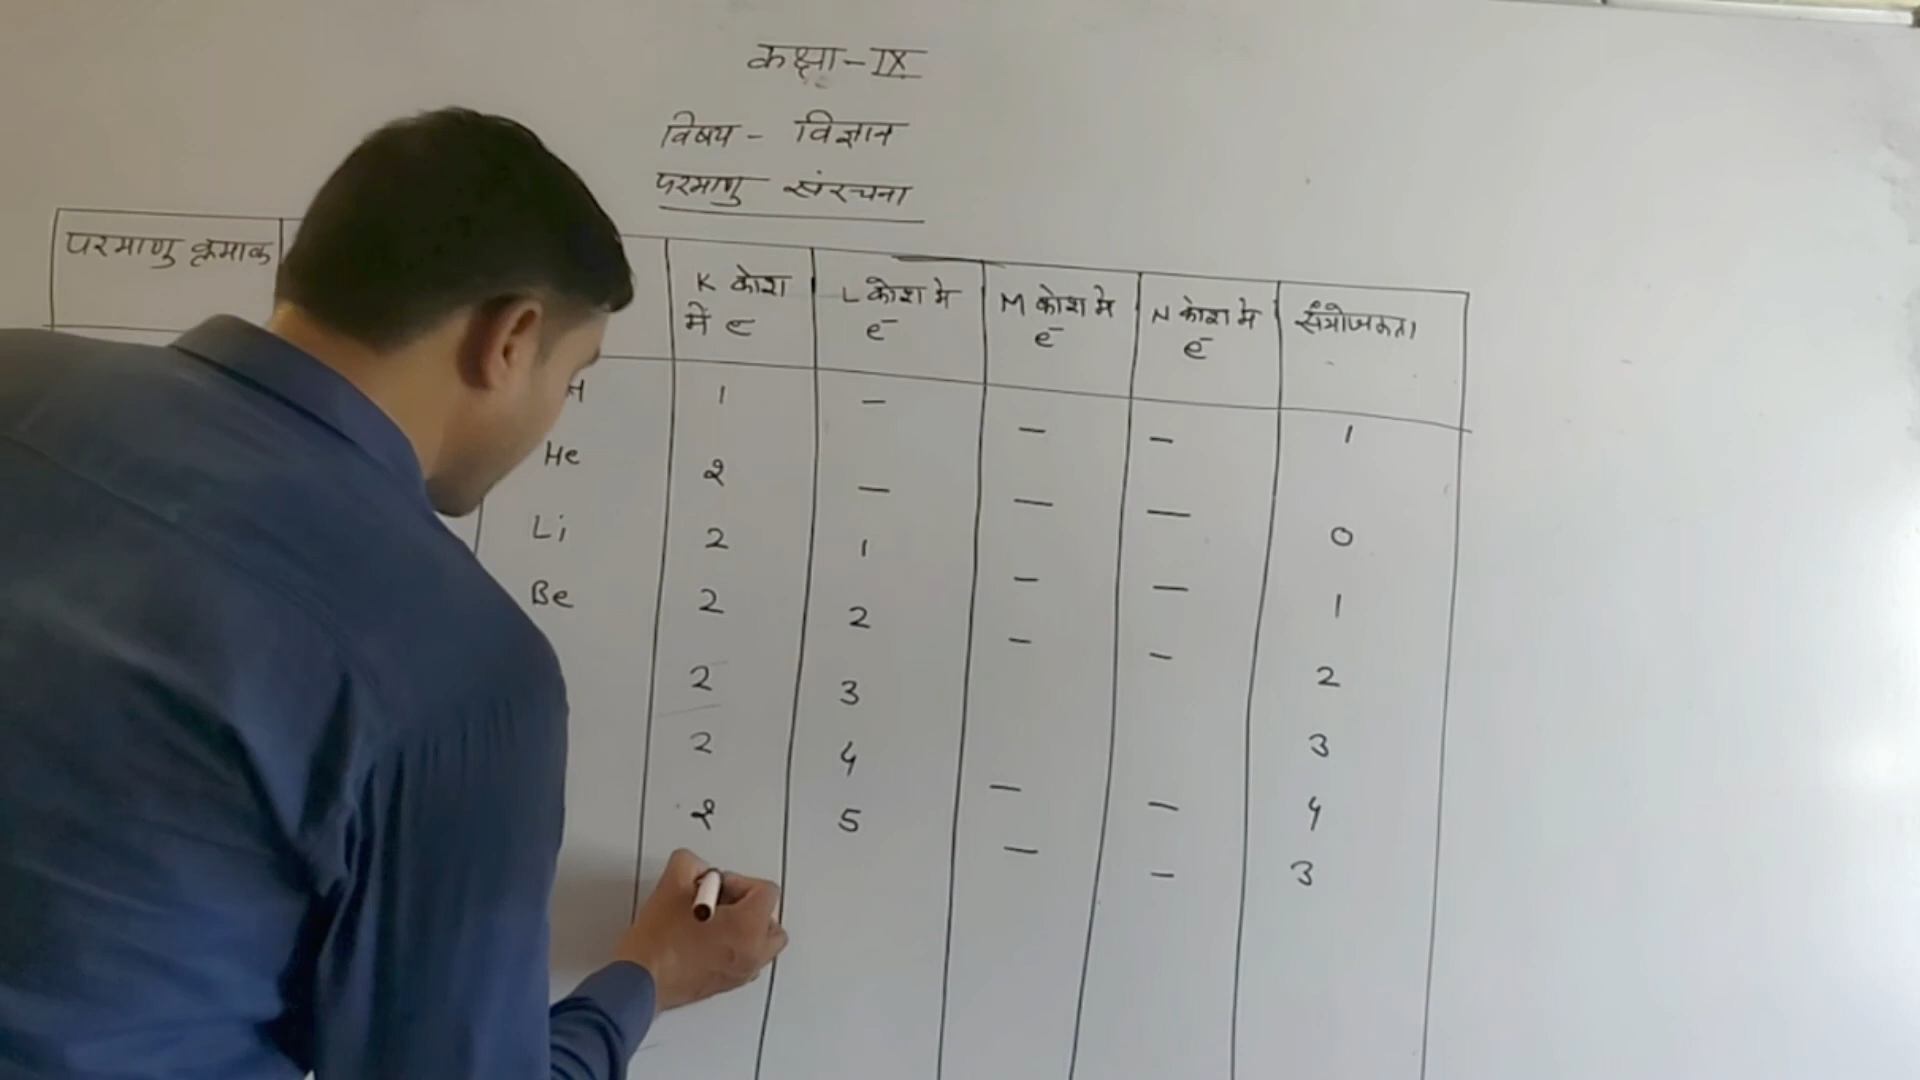 कक्षा - IX
विषय - विज्ञान
परमाणु संरचना
परमाणु क्रमांक K कोश में e L कोश में e⁻ M कोश में e⁻ N कोश में e⁻ संयोजकता
1 — — — 1
He 2 — — — 0
Li 2 1 — — 1
Be 2 2 — — 2
2 3 3
2 4 — — 4
2 5 — — 3